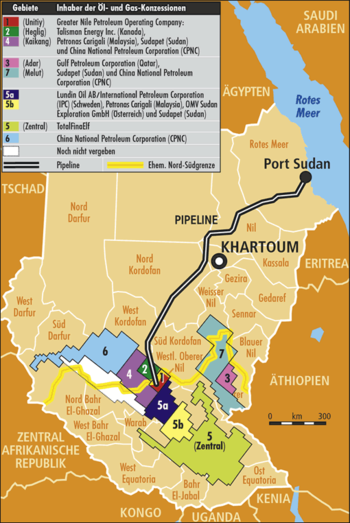 Gebiete Inhaber der Öl- und Gas-Konzessionen
1 (Unitiy) Greater Nile Petroleum Operating Company:
2 (Heglig) Talisman Energy Inc. (Kanada),
4 (Kaikang) Petronas Carigali (Malaysia), Sudapet (Sudan)
und China National Petroleum Corporation (CPNC)
3 (Adar) Gulf Petroleum Corporation (Qatar),
7 (Melut) Sudapet (Sudan) und China National Petroleum
Corporation (CPNC)
5a Lundin Oil AB/International Petroleum Corporation
5b (IPC) (Schweden), Petronas Carigali (Malaysia), OMV Sudan
Exploration GmbH (Österreich) und Sudapet (Sudan)
5 (Zentral) TotalFinaElf
6 China National Petroleum Corporation (CPNC)
Noch nicht vergeben
Pipeline Ehem. Nord-Südgrenze
SAUDI
ARABIEN
ÄGYPTEN
Rotes
Meer
Rotes Meer
Port Sudan
TSCHAD
Nord
Darfur
PIPELINE
Nil
KHARTOUM
Nord
Kordofan
Kassala
ERITREA
Gezira
West
Darfur
Weisser
Nil
Gedaref
West
Kordofan
Sennar
Süd
Darfur
Süd Kordofan
Blauer
Nil
6
4
2
1
Westl. Oberer
Nil
7
3
er
ÄTHIOPIEN
Nord Bahr
El-Ghazal
5a
5b
Warab
0 km 300
West Bahr
El-Ghazal
5
(Zentral)
ZENTRAL
AFRIKANISCHE
REPUBLIK
West
Equatoria
Bahr
El-Jabal
Ost
Equatoria
KENIA
KONGO
UGANDA